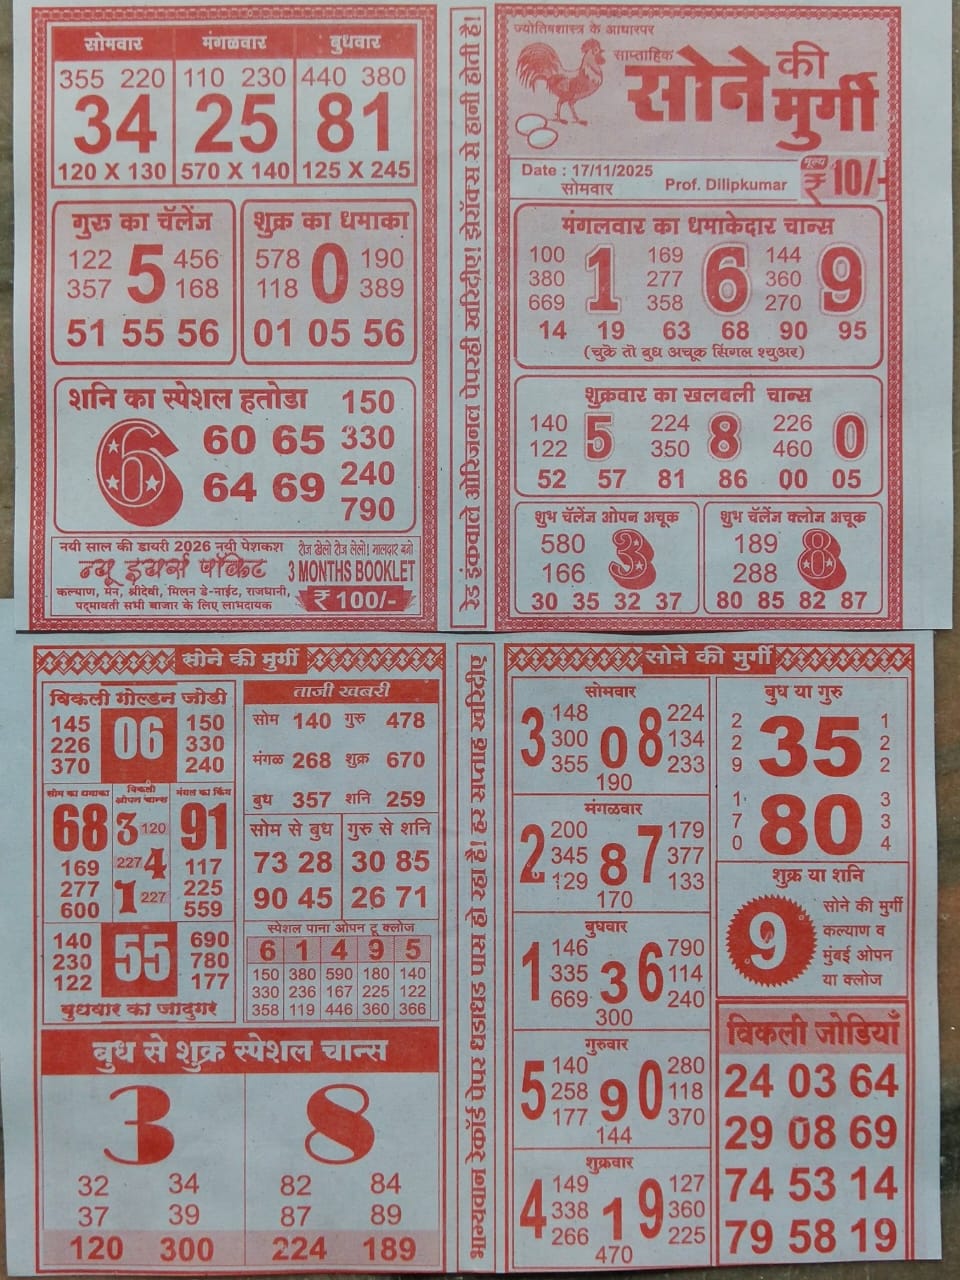 सोमवार मंगळवार बुधवार
355 220 110 230 440 380
34 25 81
120 X 130 570 X 140 125 X 245
गुरू का चॅलेंज
122 5 456
357 168
51 55 56
शुक्र का धमाका
578 0 190
118 389
01 05 56
शनि का स्पेशल हतोडा 150
6 60 65 330
64 69 240
790
नयी साल की डायरी 2026 नयी पेशकश
न्यू इयर्स पॉकेट
कल्याण, मेन, श्रीदेवी, मिलन डे-नाईट, राजधानी,
पद्मावती सभी बाजार के लिए लाभदायक
रोज खेलो रोज लेलो! मालदार बनो
3 MONTHS BOOKLET
₹ 100/-
रेड इंकवाले ओरिजनल पेपरही खरिदीए! झेरॉक्स से हानी होती है!
ज्योतिषशास्त्र के आधारपर
साप्ताहिक
सोने की मुर्गी
Date : 17/11/2025
सोमवार
Prof. Dilipkumar
मूल्य
₹ 10/-
मंगलवार का धमाकेदार चान्स
100 1 169 6 144 9
380 277 360
669 358 270
14 19 63 68 90 95
(चुके तो बुध अचूक सिंगल श्युअर)
शुक्रवार का खलबली चान्स
140 5 224 8 226 0
122 350 460
52 57 81 86 00 05
शुभ चॅलेंज ओपन अचूक
580 3
166
30 35 32 37
शुभ चॅलेंज क्लोज अचूक
189 8
288
80 85 82 87
सोने की मुर्गी
विकली गोल्डन जोडी
145 06 150
226 330
370 240
सोम का धमाका
68
169
277
600
विकली
ओपन चान्स
3 120
227 4
1 227
मंगल का किंग
91
117
225
559
140 55 690
230 780
122 177
बुधवार का जादुगर
ताजी खबरी
सोम 140 गुरु 478
मंगळ 268 शुक्र 670
बुध 357 शनि 259
सोम से बुध गुरु से शनि
73 28 30 85
90 45 26 71
स्पेशल पाना ओपन टू क्लोज
6 1 4 9 5
150 380 590 180 140
330 236 167 225 122
358 119 446 360 366
बुध से शुक्र स्पेशल चान्स
3 8
32 34 82 84
37 39 87 89
120 300 224 189
भाग्यवान रेकॉर्ड पेपर धडाधड पास हो रहा है! हर सप्ताह खरिदीए
सोने की मुर्गी
सोमवार
3 148 0 8 224
300 134
355 233
190
मंगळवार
2 200 8 7 179
345 377
129 133
170
बुधवार
1 146 3 6 790
335 114
669 240
300
गुरुवार
5 140 9 0 280
258 118
177 370
144
शुक्रवार
4 149 1 9 127
338 360
266 225
470
बुध या गुरु
2 35 1
2 2
9 2
1 80 3
7 3
0 4
शुक्र या शनि
9
सोने की मुर्गी
कल्याण व
मुंबई ओपन
या क्लोज
विकली जोडियाँ
24 03 64
29 08 69
74 53 14
79 58 19